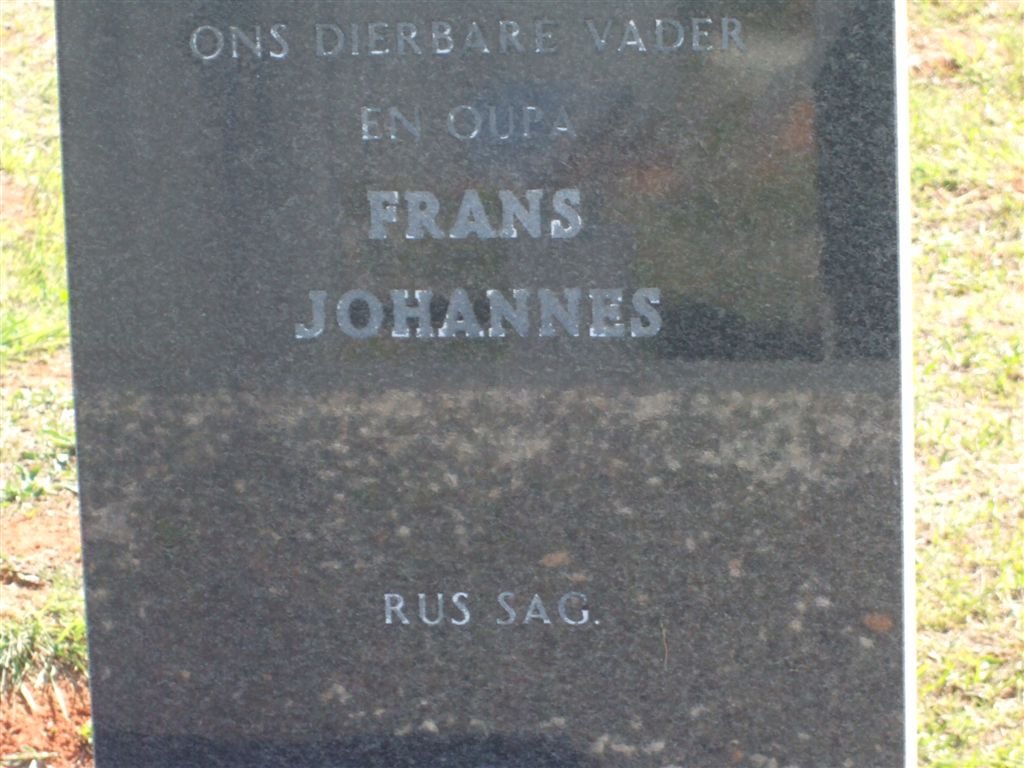 ONS DIERBARE VADER
EN OUPA
FRANS
JOHANNES
RUS SAG.